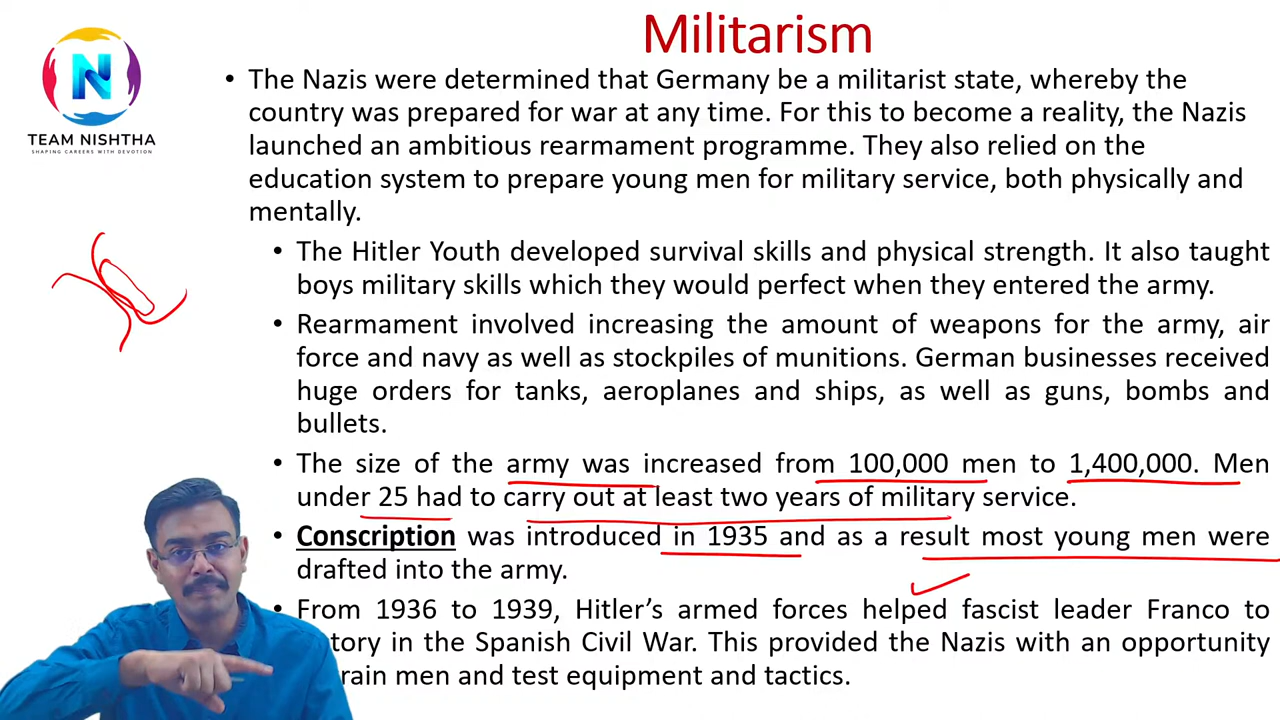 Militarism
N
TEAM NISHTHA
SHAPING CAREERS WITH DEVOTION
• The Nazis were determined that Germany be a militarist state, whereby the
country was prepared for war at any time. For this to become a reality, the Nazis
launched an ambitious rearmament programme. They also relied on the
education system to prepare young men for military service, both physically and
mentally.
• The Hitler Youth developed survival skills and physical strength. It also taught
boys military skills which they would perfect when they entered the army.
• Rearmament involved increasing the amount of weapons for the army, air
force and navy as well as stockpiles of munitions. German businesses received
huge orders for tanks, aeroplanes and ships, as well as guns, bombs and
bullets.
• The size of the army was increased from 100,000 men to 1,400,000. Men
under 25 had to carry out at least two years of military service.
• Conscription was introduced in 1935 and as a result most young men were
drafted into the army.
• From 1936 to 1939, Hitler's armed forces helped fascist leader Franco to
in the Spanish Civil War. This provided the Nazis with an opportunity
men and test equipment and tactics.